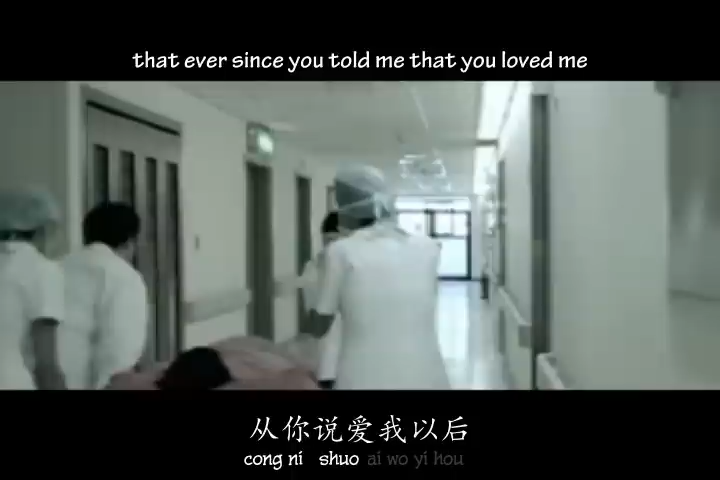 that ever since you told me that you loved me
从你说爱我以后
cong ni shuo ai wo yi hou